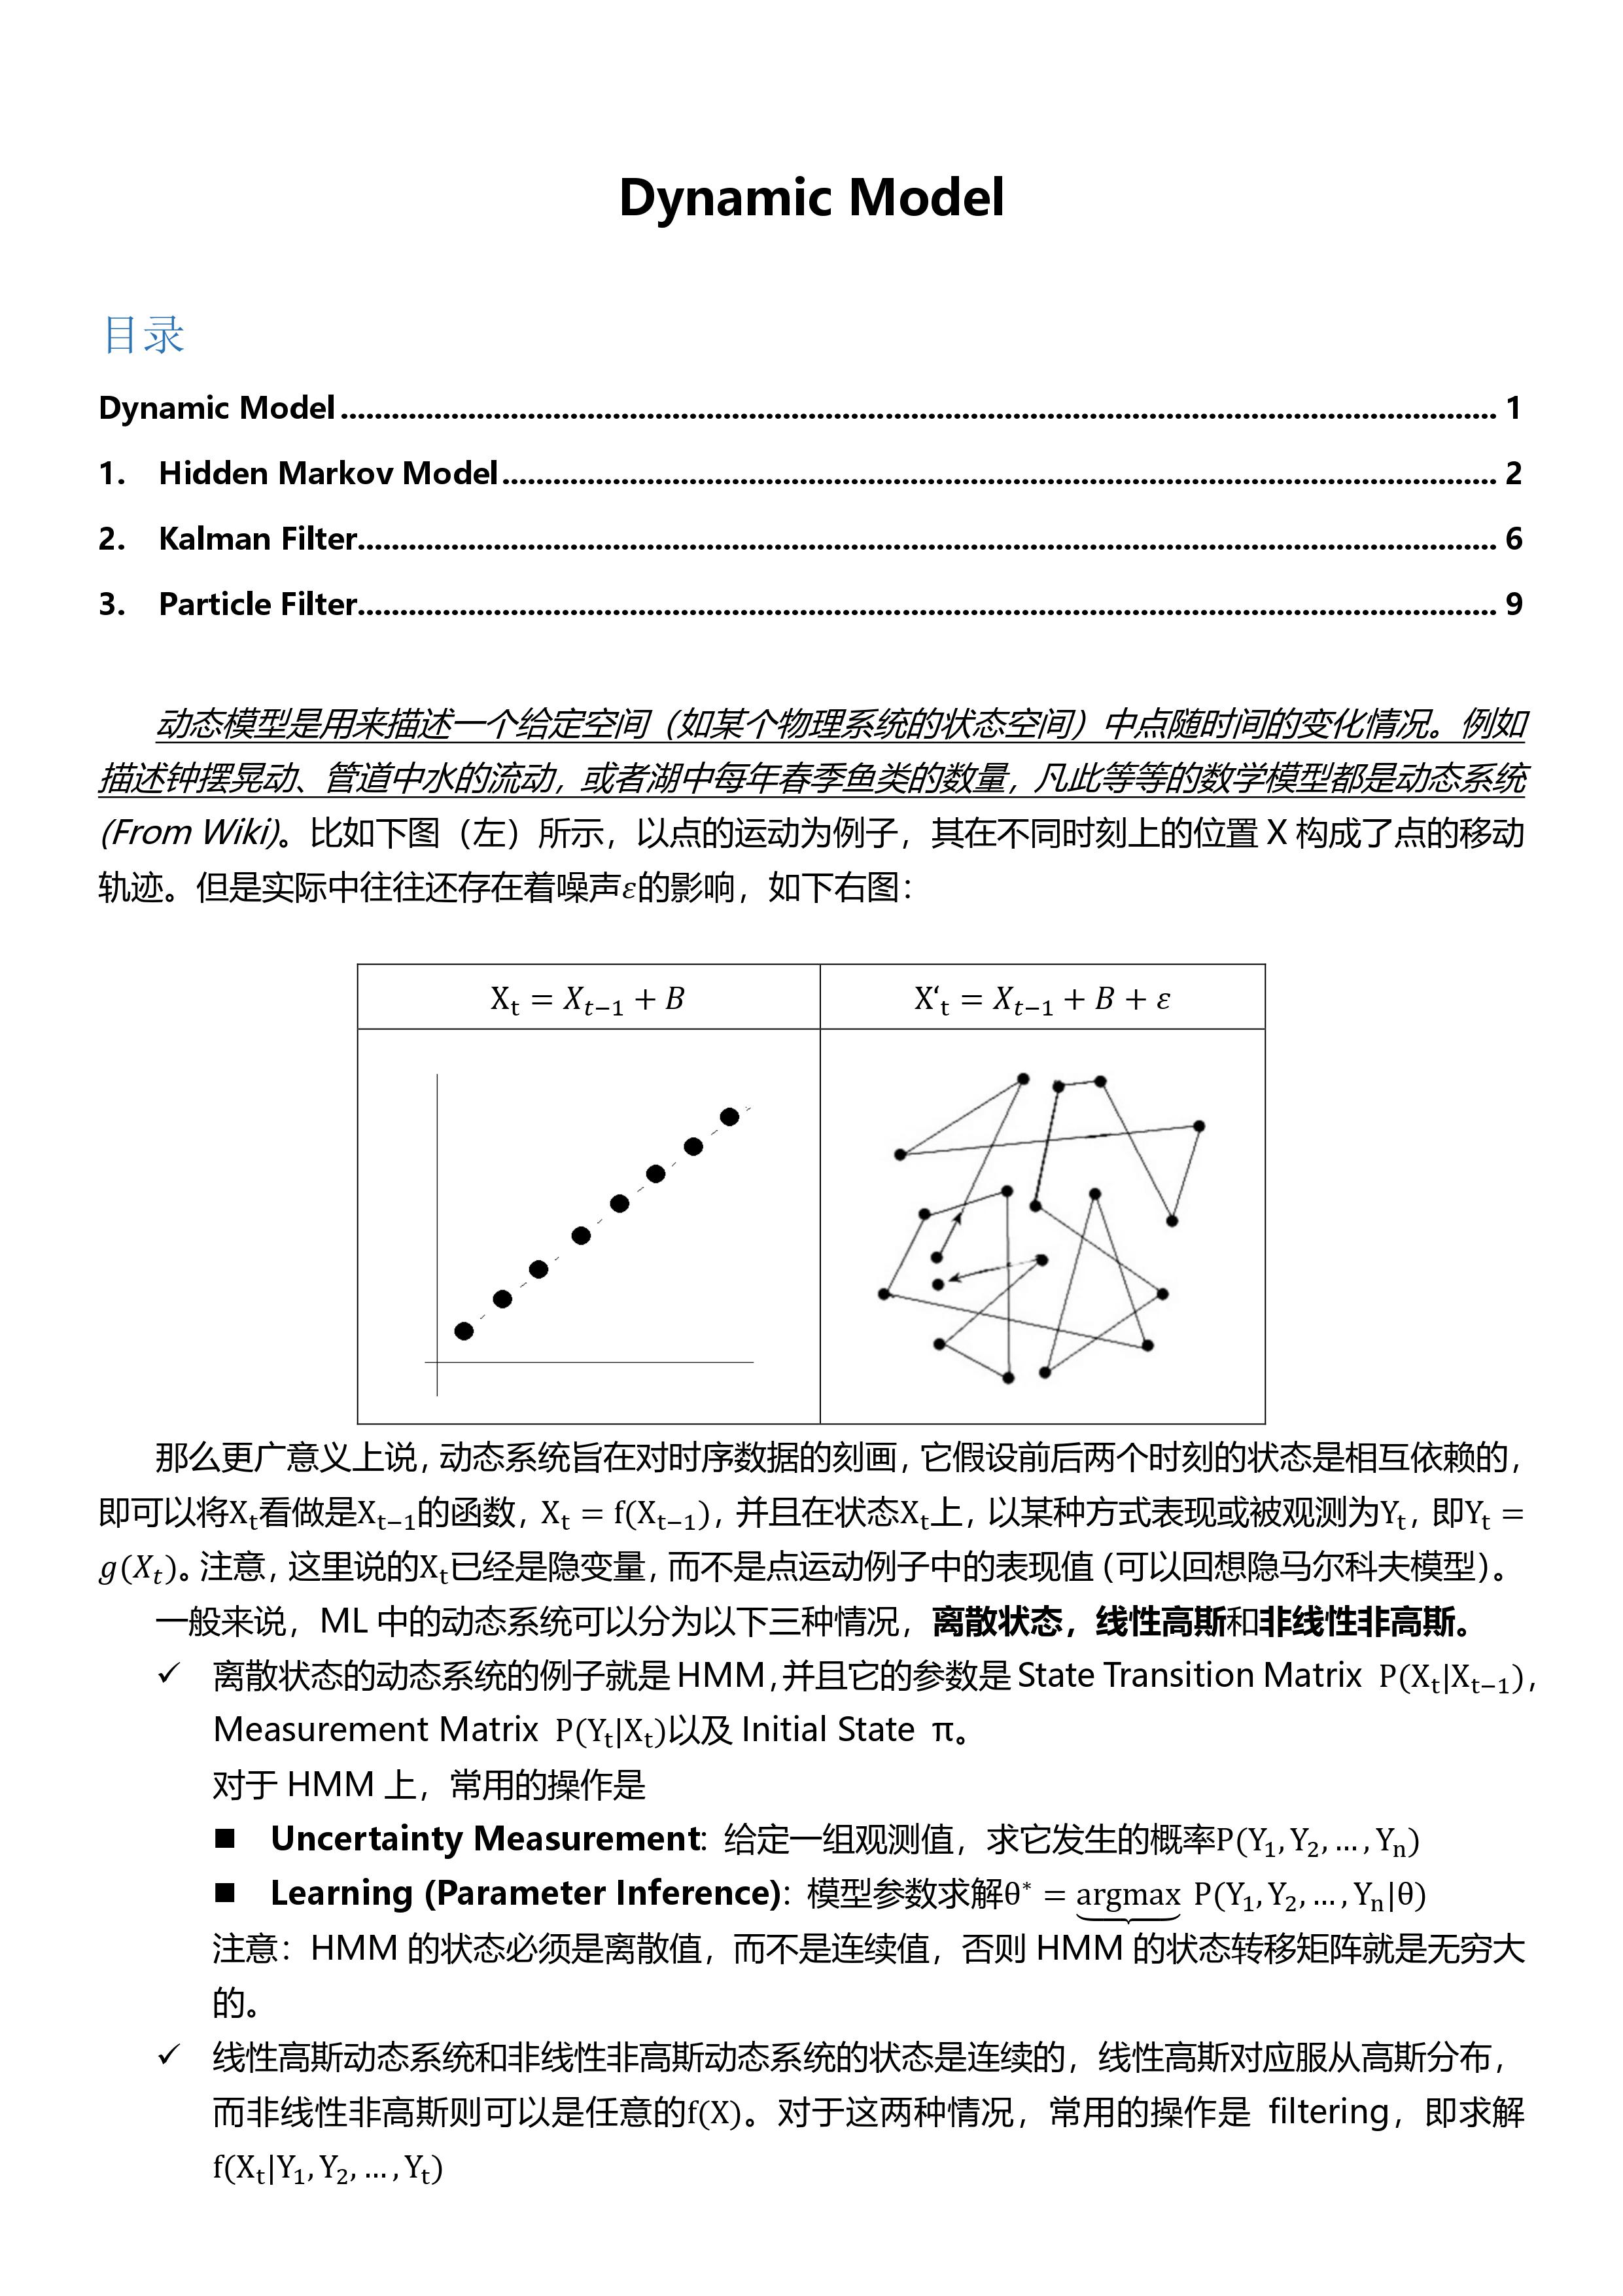 Dynamic Model
目录
Dynamic Model 1
1. Hidden Markov Model 2
2. Kalman Filter 6
3. Particle Filter 9
动态模型是用来描述一个给定空间（如某个物理系统的状态空间）中点随时间的变化情况。例如
描述钟摆晃动、管道中水的流动，或者湖中每年春季鱼类的数量，凡此等等的数学模型都是动态系统
(From Wiki)。比如下图（左）所示，以点的运动为例子，其在不同时刻上的位置 X 构成了点的移动
轨迹。但是实际中往往还存在着噪声ε的影响，如下右图：
X_t = X_{t−1} + B
X‘_t = X_{t−1} + B + ε
那么更广意义上说，动态系统旨在对时序数据的刻画，它假设前后两个时刻的状态是相互依赖的，
即可以将X_t看做是X_{t−1}的函数，X_t = f(X_{t−1})，并且在状态X_t上，以某种方式表现或被观测为Y_t，即Y_t =
g(X_t)。注意，这里说的X_t已经是隐变量，而不是点运动例子中的表现值（可以回想隐马尔科夫模型）。
一般来说，ML 中的动态系统可以分为以下三种情况，离散状态，线性高斯和非线性非高斯。
✓ 离散状态的动态系统的例子就是 HMM，并且它的参数是 State Transition Matrix P(X_t|X_{t−1})，
Measurement Matrix P(Y_t|X_t)以及 Initial State π。
对于 HMM 上，常用的操作是
■ Uncertainty Measurement: 给定一组观测值，求它发生的概率P(Y_1, Y_2, … , Y_n)
■ Learning (Parameter Inference)：模型参数求解θ* = argmax P(Y_1, Y_2, … , Y_n|θ)
注意：HMM 的状态必须是离散值，而不是连续值，否则 HMM 的状态转移矩阵就是无穷大
的。
✓ 线性高斯动态系统和非线性非高斯动态系统的状态是连续的，线性高斯对应服从高斯分布，
而非线性非高斯则可以是任意的f(X)。对于这两种情况，常用的操作是 filtering，即求解
f(X_t|Y_1, Y_2, … , Y_t)